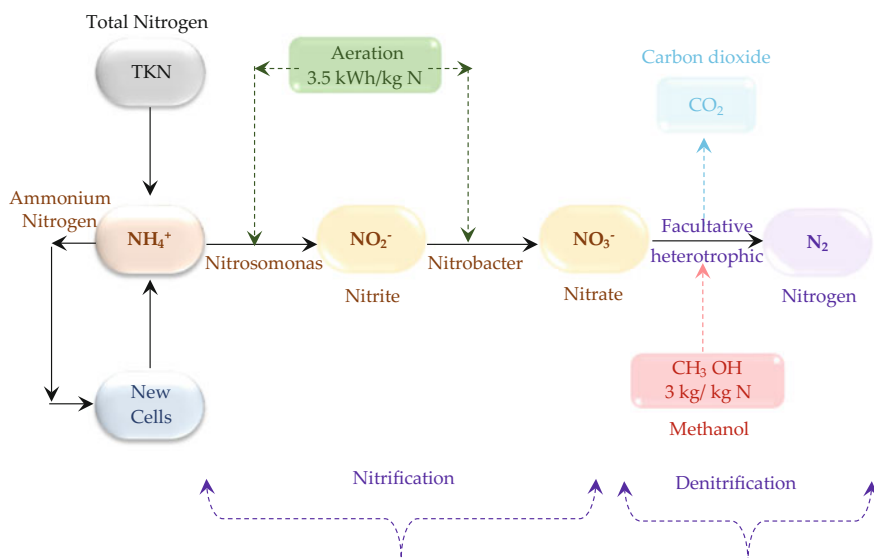 Total Nitrogen
TKN
Aeration
3.5 kWh/kg N
Carbon dioxide
CO₂
Ammonium
Nitrogen
NH₄⁺
Nitrosomonas
NO₂⁻
Nitrite
Nitrobacter
NO₃⁻
Nitrate
Facultative
heterotrophic
N₂
Nitrogen
New
Cells
CH₃ OH
3 kg/ kg N
Methanol
Nitrification
Denitrification